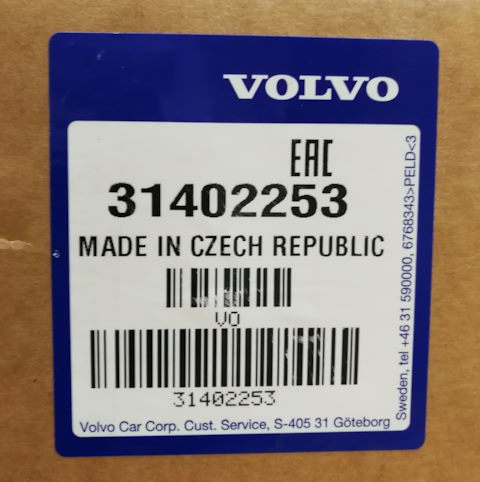 VOLVO
EAC
31402253
MADE IN CZECH REPUBLIC
VO
31402253
Volvo Car Corp. Cust. Service, S-405 31 Göteborg
Sweden, tel +46 31 590000, 6768343>PELD<3